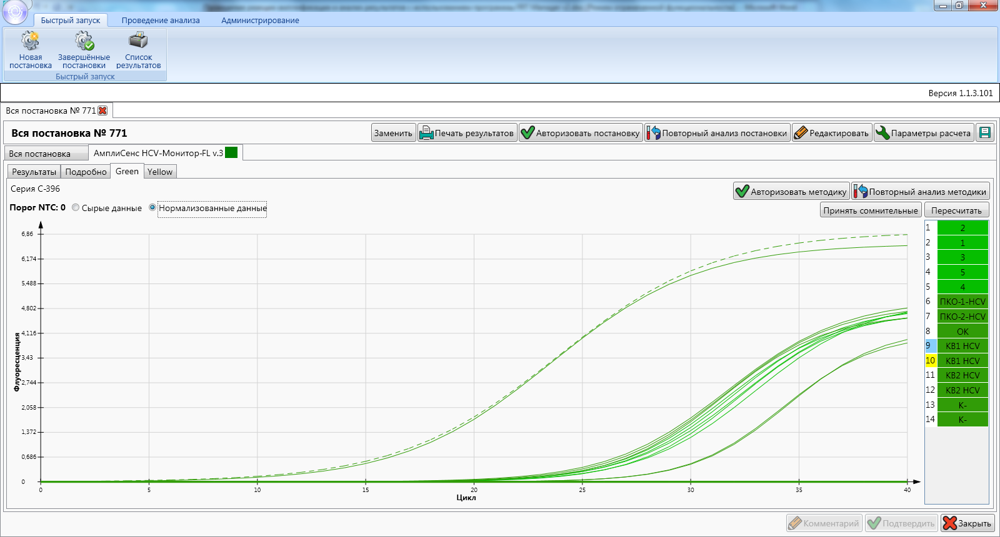 Быстрый запуск Проведение анализа Администрирование
Новая постановка
Завершённые постановки
Список результатов
Быстрый запуск
Версия 1.1.3.101
Вся постановка № 771
Вся постановка № 771
Заменить Печать результатов Авторизовать постановку Повторный анализ постановки Редактировать Параметры расчета
Вся постановка АмплиСенс HCV-Монитор-FL v.3
Результаты Подробно Green Yellow
Серия C-396
Авторизовать методику Повторный анализ методики
Порог NTC: 0 Сырые данные Нормализованные данные
Принять сомнительные Пересчитать
6,86
6,174
5,488
4,802
4,116
3,43
2,744
2,058
1,372
0,686
0
Флуоресценция
0 5 10 15 20 25 30 35 40
Цикл
1 2
2 1
3 3
4 5
5 4
6 ПКО-1-HCV
7 ПКО-2-HCV
8 ОК
9 КВ1 HCV
10 КВ1 HCV
11 КВ2 HCV
12 КВ2 HCV
13 К-
14 К-
Комментарий Подтвердить Закрыть